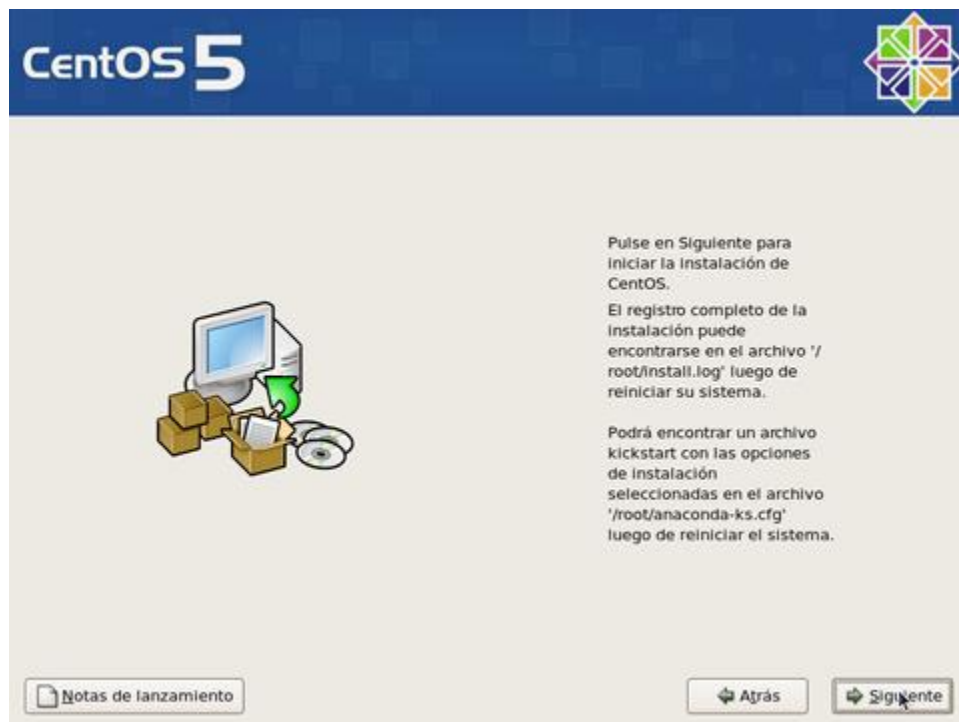 CentOS 5
Pulse en Siguiente para
iniciar la instalación de
CentOS.
El registro completo de la
instalación puede
encontrarse en el archivo '/
root/install.log' luego de
reiniciar su sistema.
Podrá encontrar un archivo
kickstart con las opciones
de instalación
seleccionadas en el archivo
'/root/anaconda-ks.cfg'
luego de reiniciar el sistema.
Notas de lanzamiento
Atrás
Siguiente